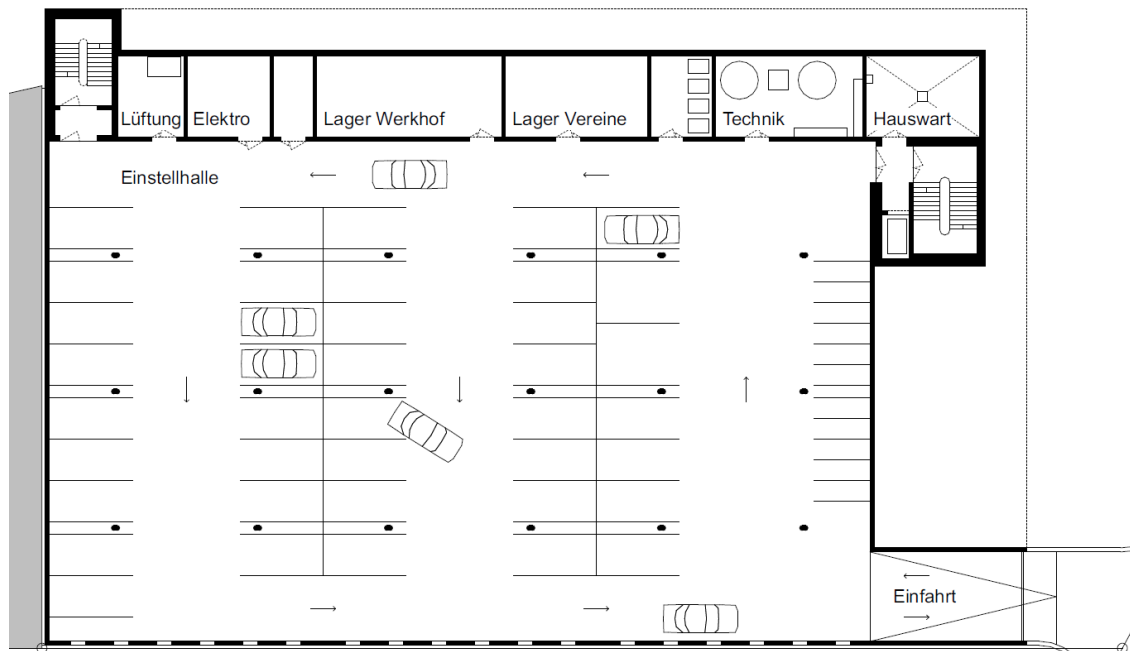 Lüftung
Elektro
Lager Werkhof
Lager Vereine
Technik
Hauswart
Einstellhalle
Einfahrt